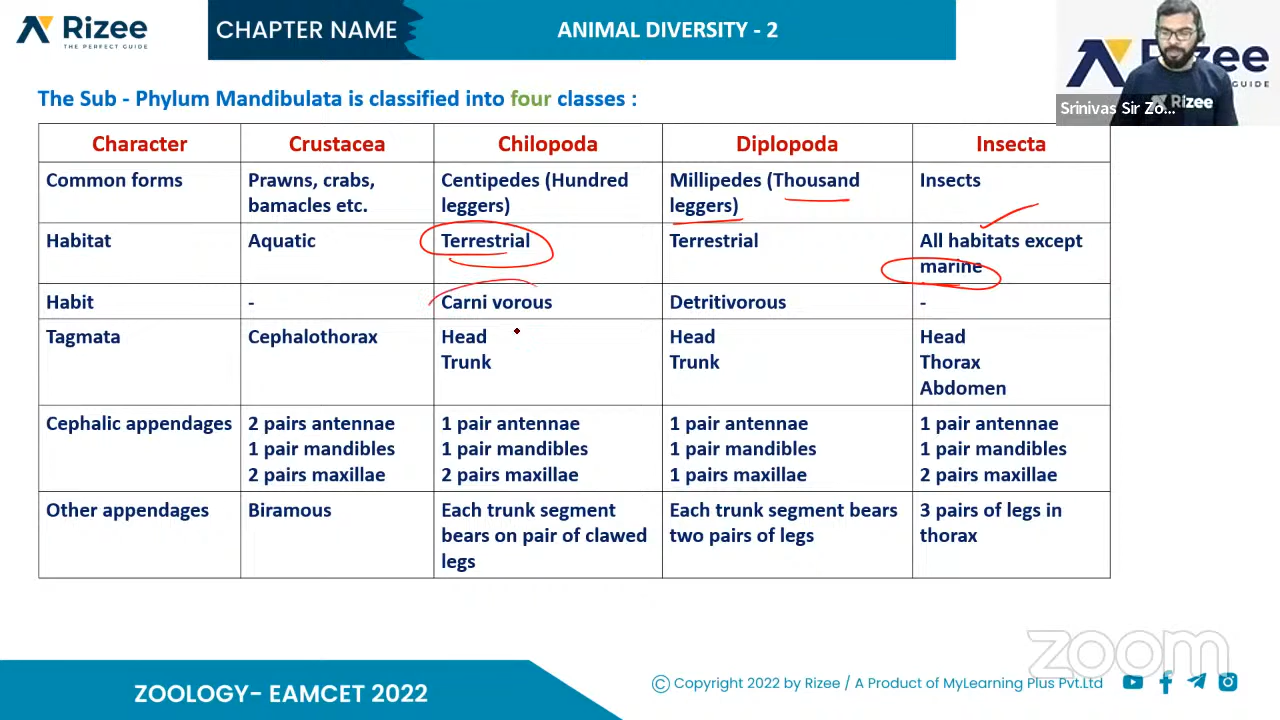 Rizee
THE PERFECT GUIDE
CHAPTER NAME
ANIMAL DIVERSITY - 2
Rizee
GUIDE
Rizee
Srinivas Sir Zo...
The Sub - Phylum Mandibulata is classified into four classes :
Character Crustacea Chilopoda Diplopoda Insecta
Common forms Prawns, crabs, Centipedes (Hundred Millipedes (Thousand Insects
bamacles etc. leggers) leggers)
Habitat Aquatic Terrestrial Terrestrial All habitats except
marine
Habit - Carni vorous Detritivorous -
Tagmata Cephalothorax Head Head Head
Trunk Trunk Thorax
Abdomen
Cephalic appendages 2 pairs antennae 1 pair antennae 1 pair antennae 1 pair antennae
1 pair mandibles 1 pair mandibles 1 pair mandibles 1 pair mandibles
2 pairs maxillae 2 pairs maxillae 1 pairs maxillae 2 pairs maxillae
Other appendages Biramous Each trunk segment Each trunk segment bears 3 pairs of legs in
bears on pair of clawed two pairs of legs thorax
legs
zoom
ZOOLOGY- EAMCET 2022
© Copyright 2022 by Rizee / A Product of MyLearning Plus Pvt.Ltd